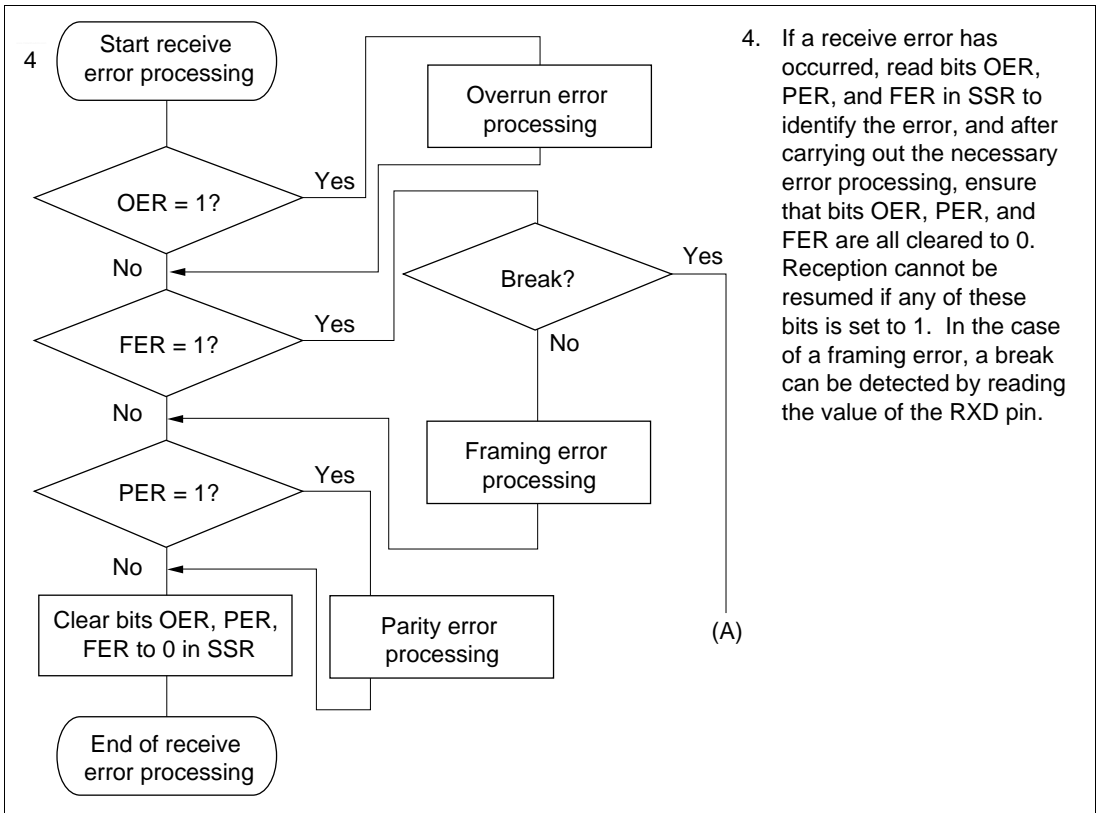 4
Start receive
error processing
OER = 1?
Yes
No
Overrun error
processing
FER = 1?
Yes
No
Break?
Yes
No
Framing error
processing
PER = 1?
Yes
No
Parity error
processing
Clear bits OER, PER,
FER to 0 in SSR
End of receive
error processing
(A)
4. If a receive error has
occurred, read bits OER,
PER, and FER in SSR to
identify the error, and after
carrying out the necessary
error processing, ensure
that bits OER, PER, and
FER are all cleared to 0.
Reception cannot be
resumed if any of these
bits is set to 1. In the case
of a framing error, a break
can be detected by reading
the value of the RXD pin.